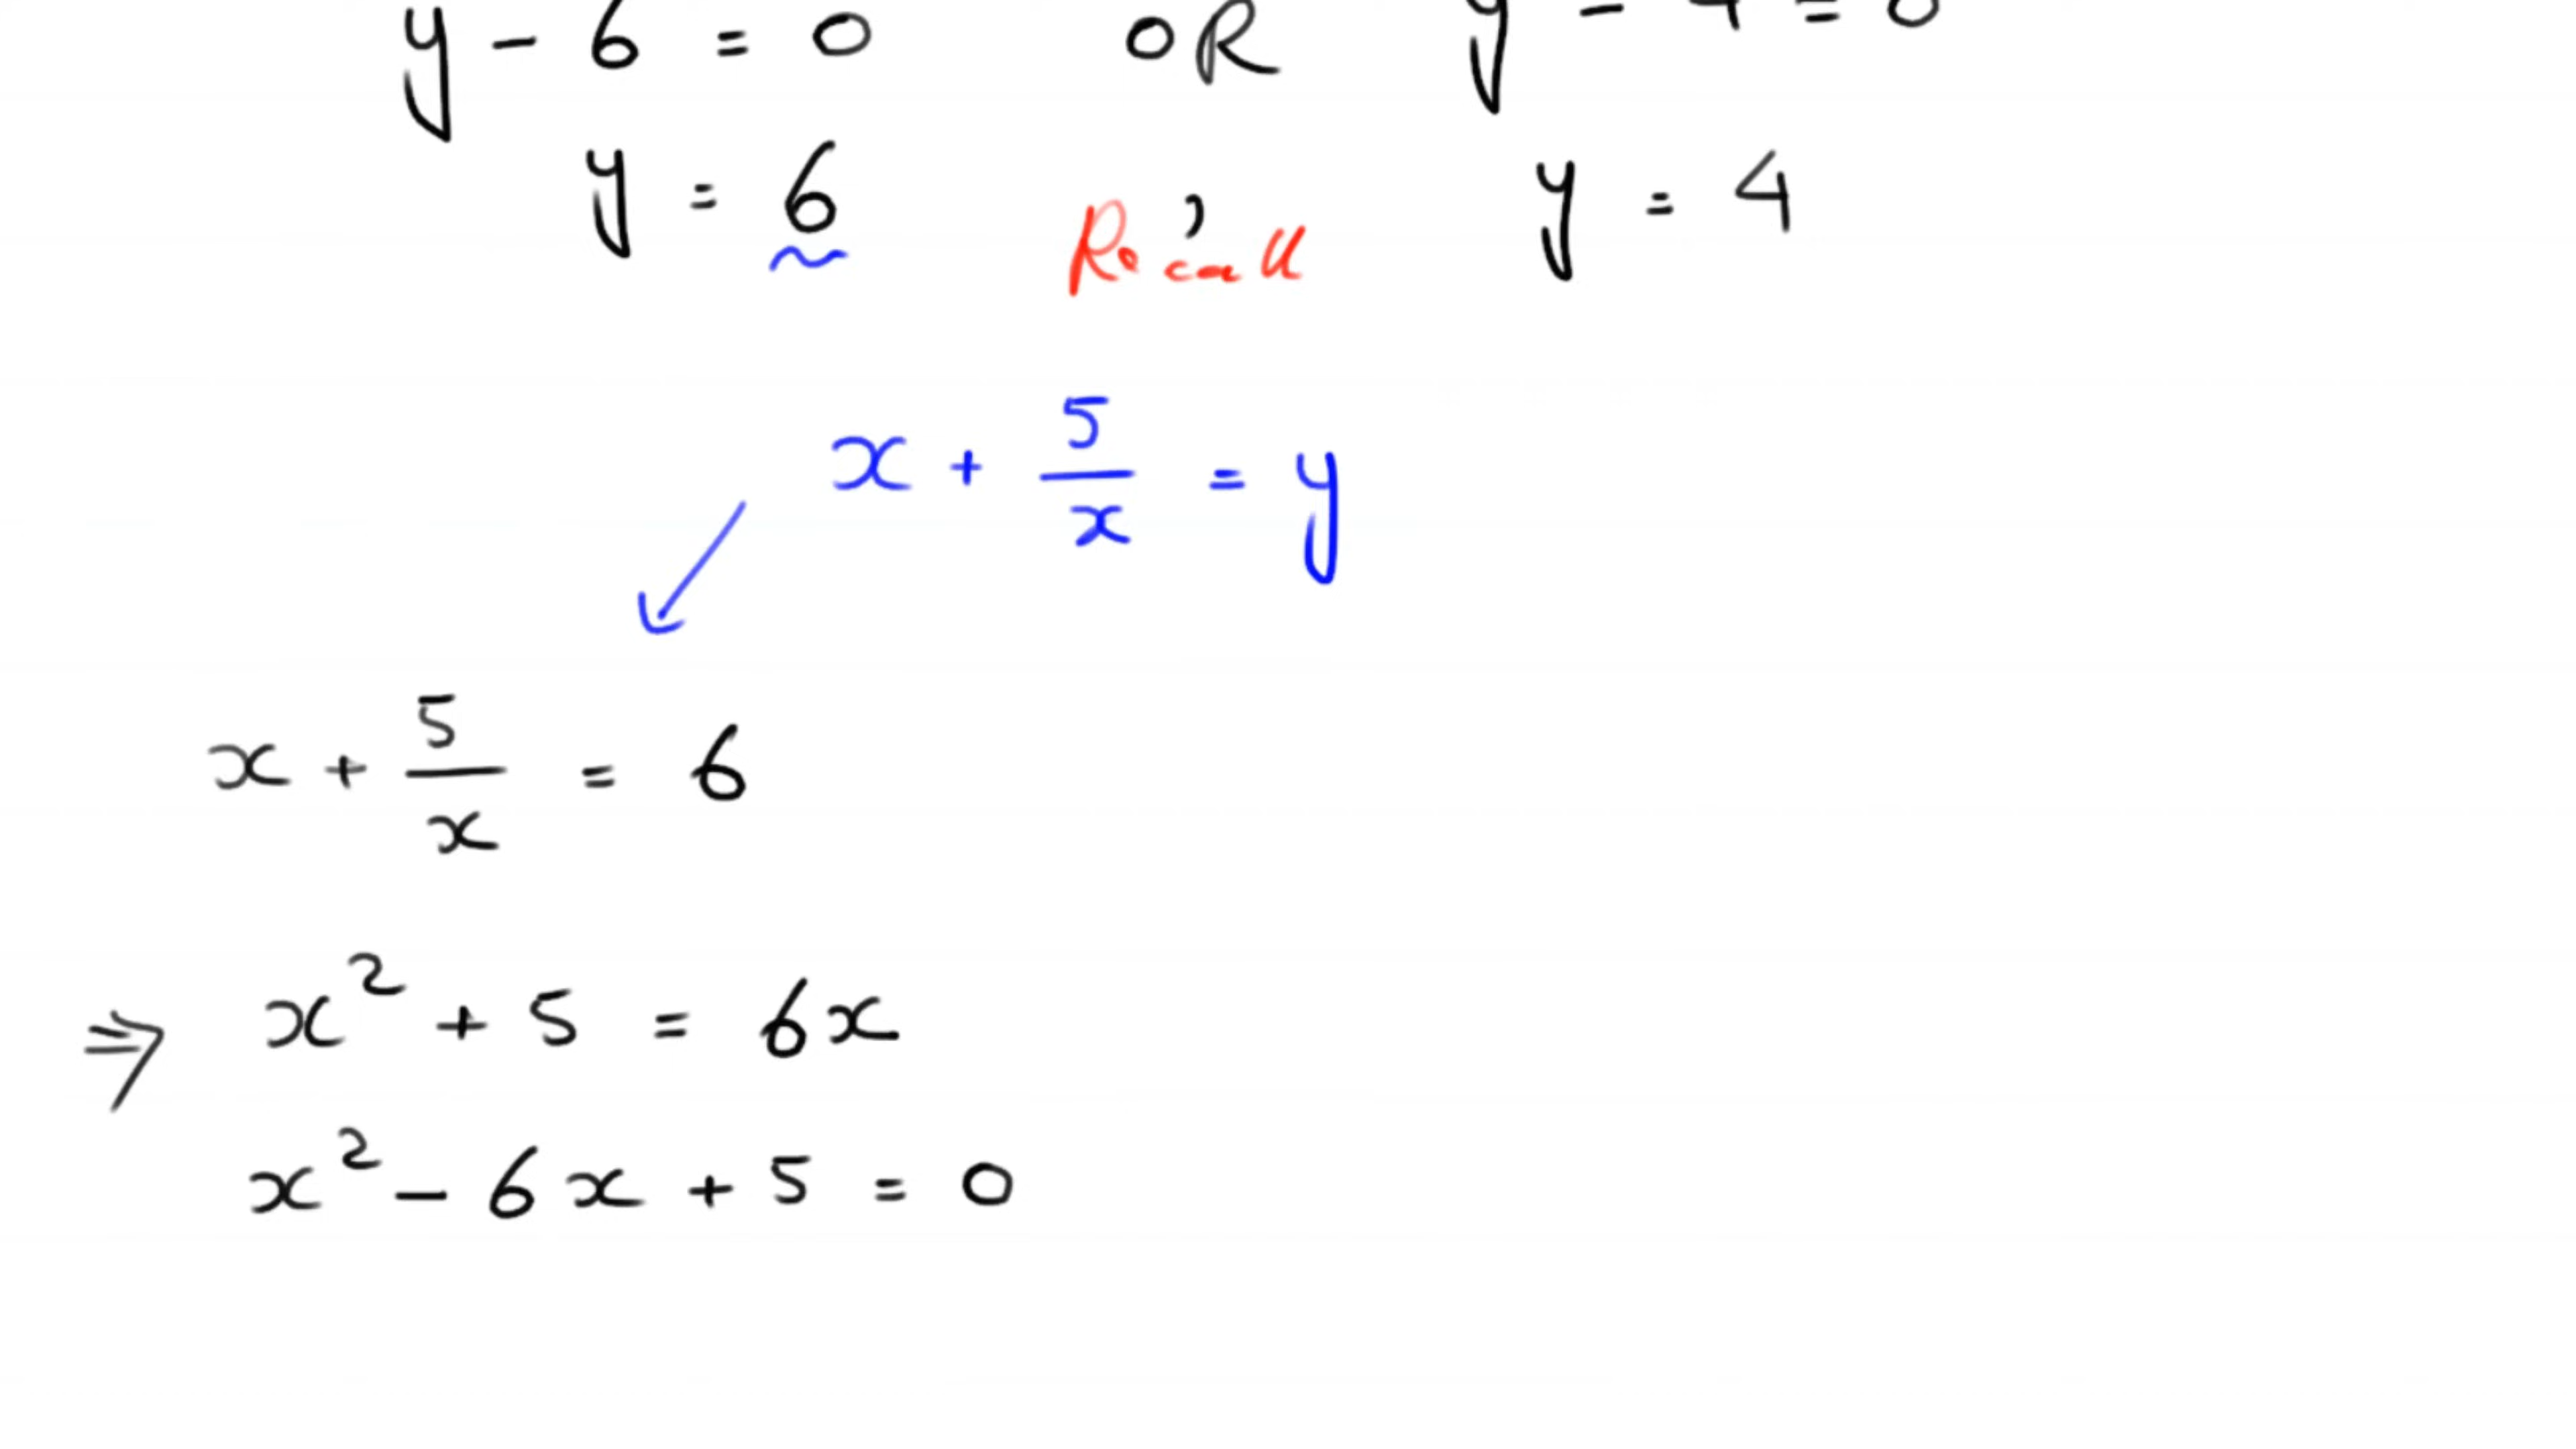 y - 6 = 0 OR y - 4 = 0
y = 6 , y = 4
Recall
x + 5/x = y
x + 5/x = 6
⇒ x² + 5 = 6x
x² - 6x + 5 = 0